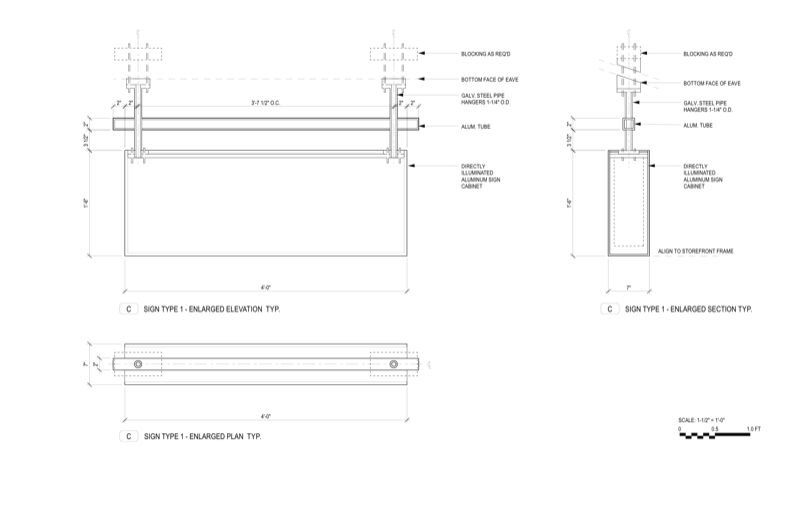 BLOCKING AS REQ'D
BOTTOM FACE OF EAVE
GALV. STEEL PIPE
HANGERS 1-1/4" O.D.
ALUM. TUBE
DIRECTLY
ILLUMINATED
ALUMINUM SIGN
CABINET
2"
2"
3'-7 1/2" O.C.
2"
2"
2"
3 1/2"
1'-6"
4'-0"
C SIGN TYPE 1 - ENLARGED ELEVATION TYP.
BLOCKING AS REQ'D
BOTTOM FACE OF EAVE
GALV. STEEL PIPE
HANGERS 1-1/4" O.D.
ALUM. TUBE
DIRECTLY
ILLUMINATED
ALUMINUM SIGN
CABINET
2"
3 1/2"
1'-6"
ALIGN TO STOREFRONT FRAME
7"
C SIGN TYPE 1 - ENLARGED SECTION TYP.
7"
2"
4'-0"
C SIGN TYPE 1 - ENLARGED PLAN TYP.
SCALE: 1-1/2" = 1'-0"
0 0.5 1.0 FT